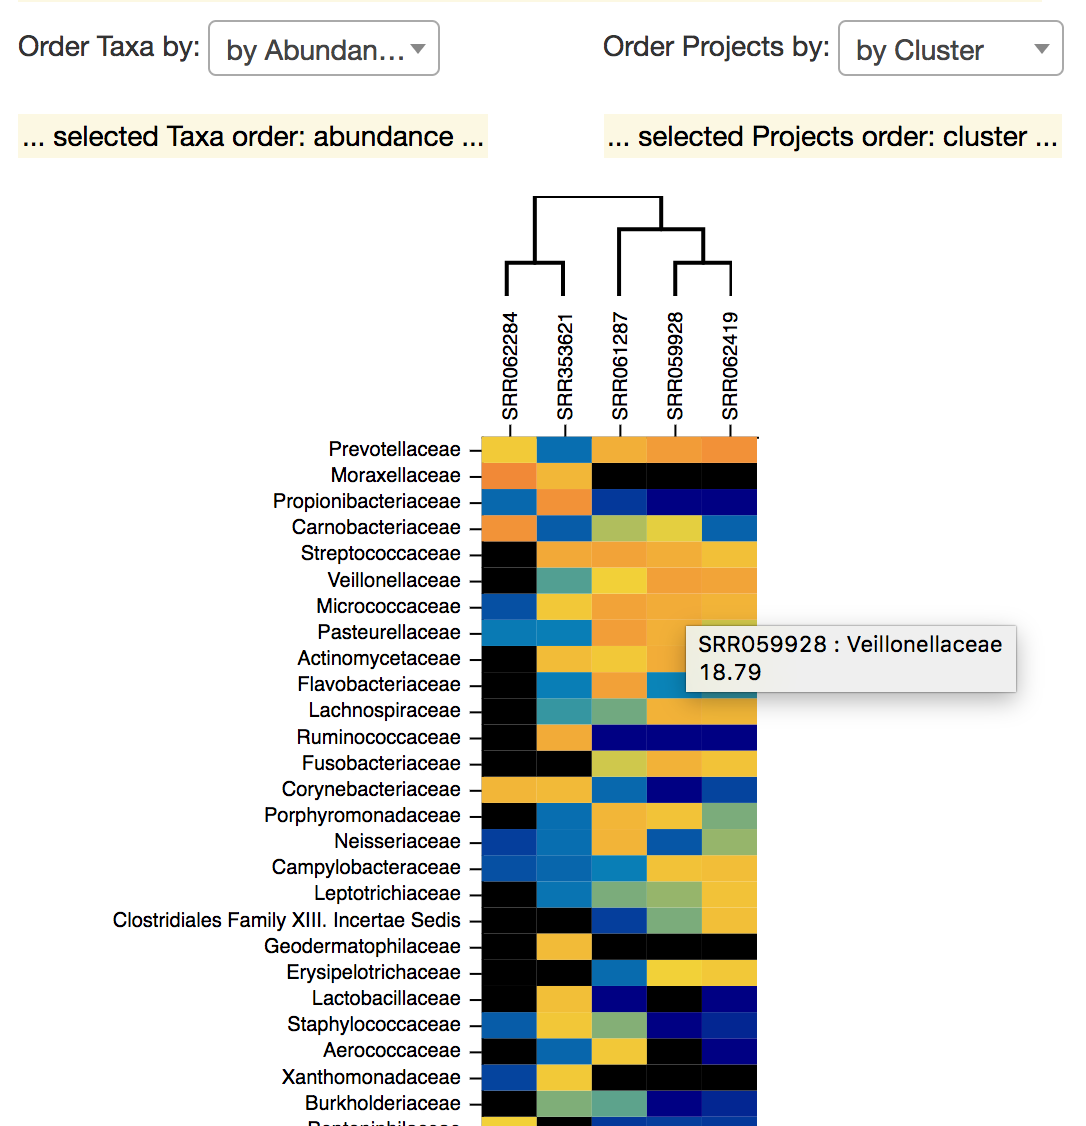 Order Taxa by: by Abundan... Order Projects by: by Cluster
... selected Taxa order: abundance ... ... selected Projects order: cluster ...
SRR062284 SRR353621 SRR061287 SRR059928 SRR062419
Prevotellaceae
Moraxellaceae
Propionibacteriaceae
Carnobacteriaceae
Streptococcaceae
Veillonellaceae
Micrococcaceae
Pasteurellaceae
SRR059928 : Veillonellaceae
18.79
Actinomycetaceae
Flavobacteriaceae
Lachnospiraceae
Ruminococcaceae
Fusobacteriaceae
Corynebacteriaceae
Porphyromonadaceae
Neisseriaceae
Campylobacteraceae
Leptotrichiaceae
Clostridiales Family XIII. Incertae Sedis
Geodermatophilaceae
Erysipelotrichaceae
Lactobacillaceae
Staphylococcaceae
Aerococcaceae
Xanthomonadaceae
Burkholderiaceae